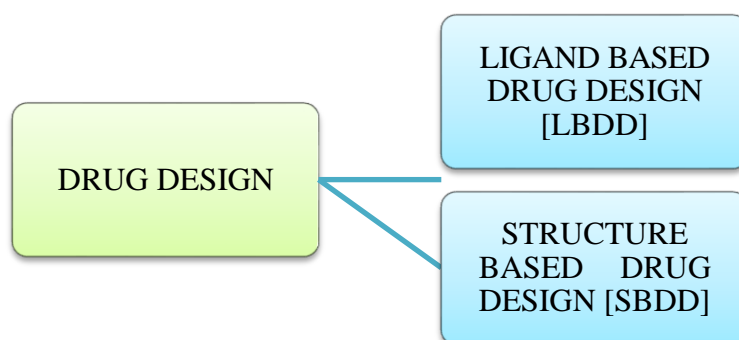 DRUG DESIGN
LIGAND BASED
DRUG DESIGN
[LBDD]
STRUCTURE
BASED DRUG
DESIGN [SBDD]